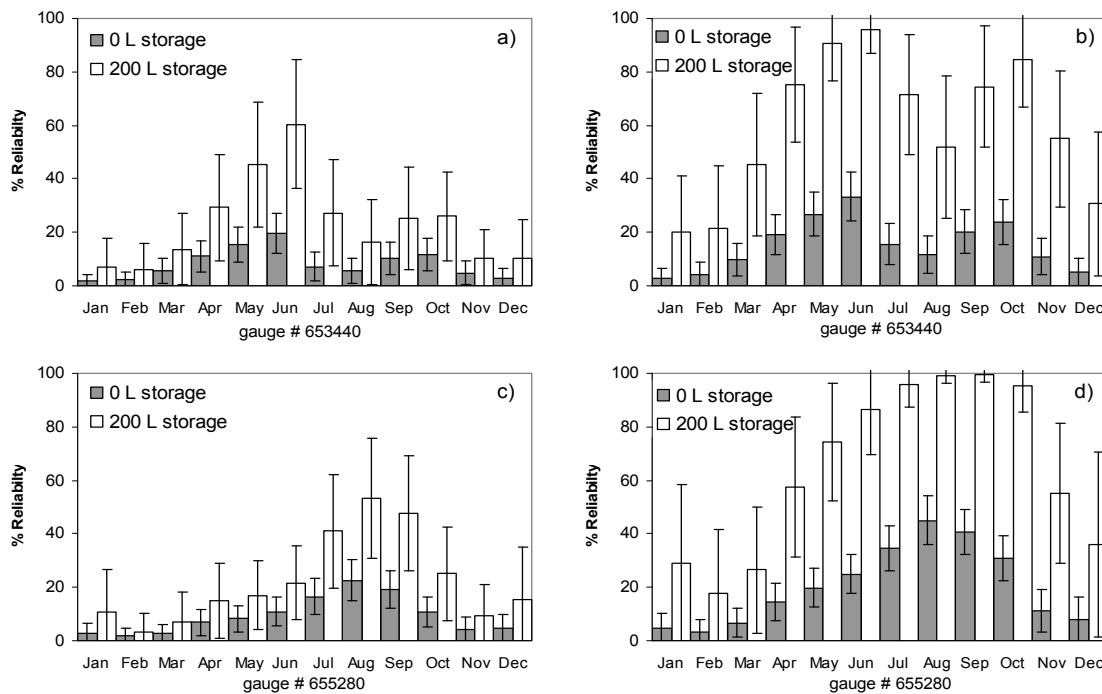 100
80
60
40
20
0
% Reliabilty
0 L storage
200 L storage
a)
Jan Feb Mar Apr May Jun Jul Aug Sep Oct Nov Dec
gauge # 653440
100
80
60
40
20
0
% Reliabilty
0 L storage
200 L storage
b)
Jan Feb Mar Apr May Jun Jul Aug Sep Oct Nov Dec
gauge # 653440
100
80
60
40
20
0
% Reliabilty
0 L storage
200 L storage
c)
Jan Feb Mar Apr May Jun Jul Aug Sep Oct Nov Dec
gauge # 655280
100
80
60
40
20
0
% Reliabilty
0 L storage
200 L storage
d)
Jan Feb Mar Apr May Jun Jul Aug Sep Oct Nov Dec
gauge # 655280